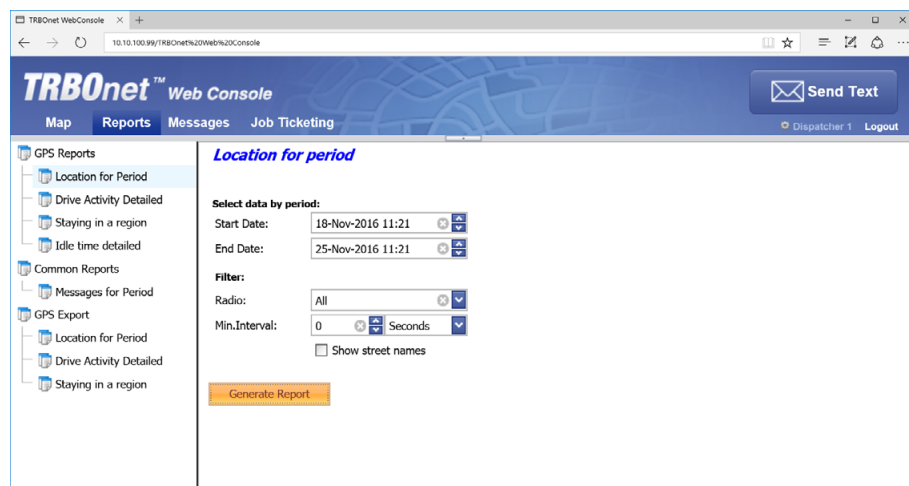 TRBOnet WebConsole
10.10.100.99/TRBOnet%20Web%20Console
TRBOnet™ Web Console
Send Text
Map Reports Messages Job Ticketing
Dispatcher 1 Logout
GPS Reports
Location for Period
Drive Activity Detailed
Staying in a region
Idle time detailed
Common Reports
Messages for Period
GPS Export
Location for Period
Drive Activity Detailed
Staying in a region
Location for period
Select data by period:
Start Date: 18-Nov-2016 11:21
End Date: 25-Nov-2016 11:21
Filter:
Radio: All
Min.Interval: 0 Seconds
Show street names
Generate Report